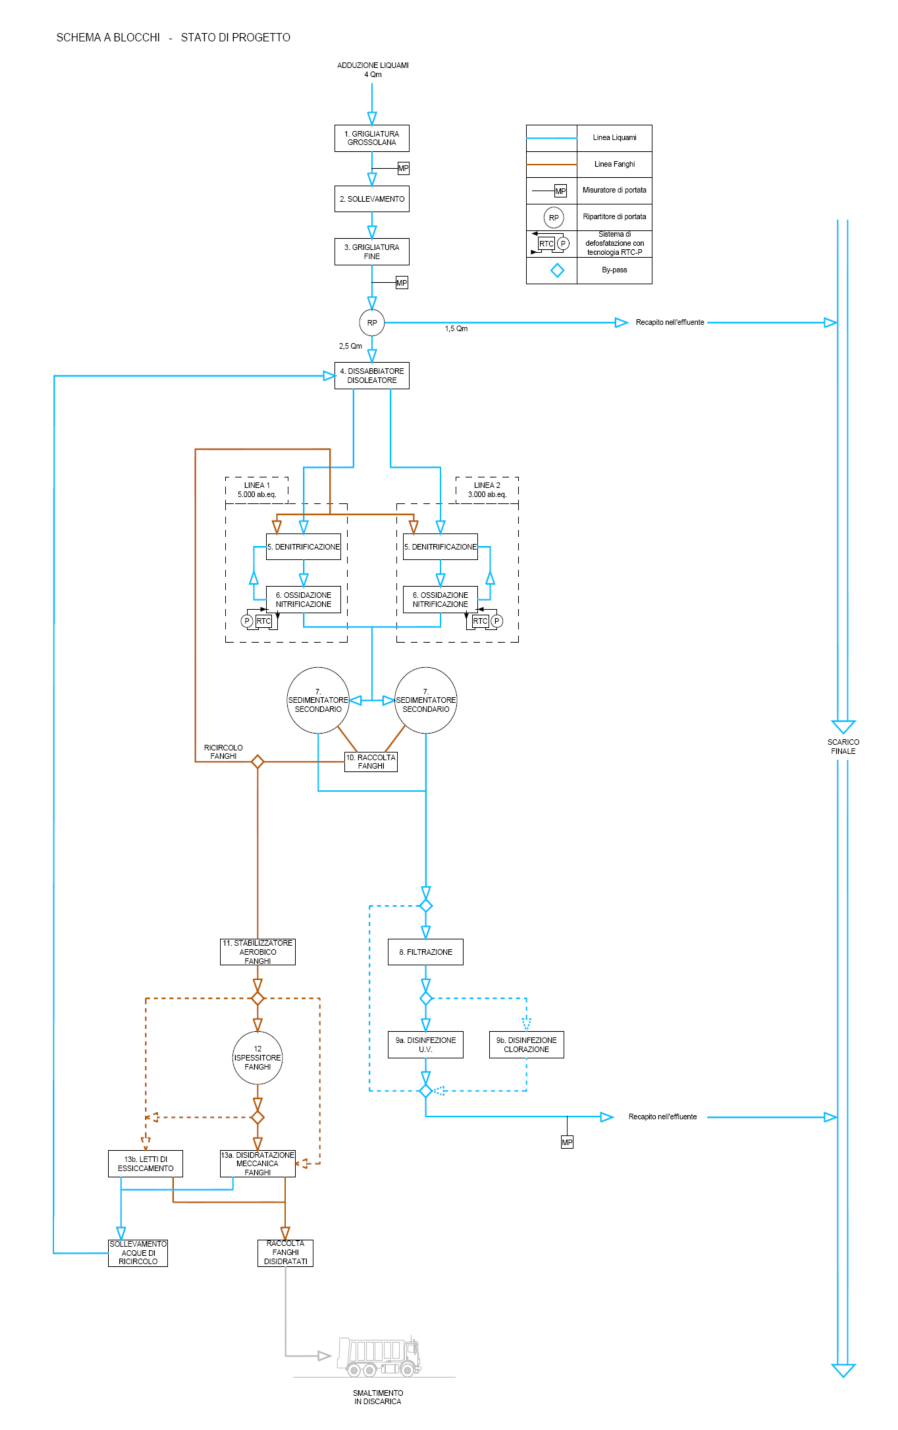 SCHEMA A BLOCCHI - STATO DI PROGETTO
ADDUZIONE LIQUAMI
4 Qm
1. GRIGLIATURA
GROSSOLANA
MP
2. SOLLEVAMENTO
3. GRIGLIATURA
FINE
MP
Linea Liquami
Linea Fanghi
MP
Misuratore di portata
RP
Ripartitore di portata
RTC
P
Sistema di
defosfatazione con
tecnologia RTC-P
By-pass
RP
1,5 Qm
Recapito nell'effluente
2,5 Qm
4. DISSABBIATORE
DISOLEATORE
LINEA 1
5.000 ab.eq.
LINEA 2
3.000 ab.eq.
5. DENITRIFICAZIONE
5. DENITRIFICAZIONE
6. OSSIDAZIONE
NITRIFICAZIONE
6. OSSIDAZIONE
NITRIFICAZIONE
P
RTC
RTC
P
7.
SEDIMENTATORE
SECONDARIO
7.
SEDIMENTATORE
SECONDARIO
RICIRCOLO
FANGHI
10. RACCOLTA
FANGHI
SCARICO
FINALE
11. STABILIZZATORE
AEROBICO
FANGHI
8. FILTRAZIONE
12
ISPESSITORE
FANGHI
9a. DISINFEZIONE
U.V.
9b. DISINFEZIONE
CLORAZIONE
Recapito nell'effluente
MP
13b. LETTI DI
ESSICCAMENTO
13a. DISIDRATAZIONE
MECCANICA
FANGHI
SOLLEVAMENTO
ACQUE DI
RICIRCOLO
RACCOLTA
FANGHI
DISIDRATATI
SMALTIMENTO
IN DISCARICA